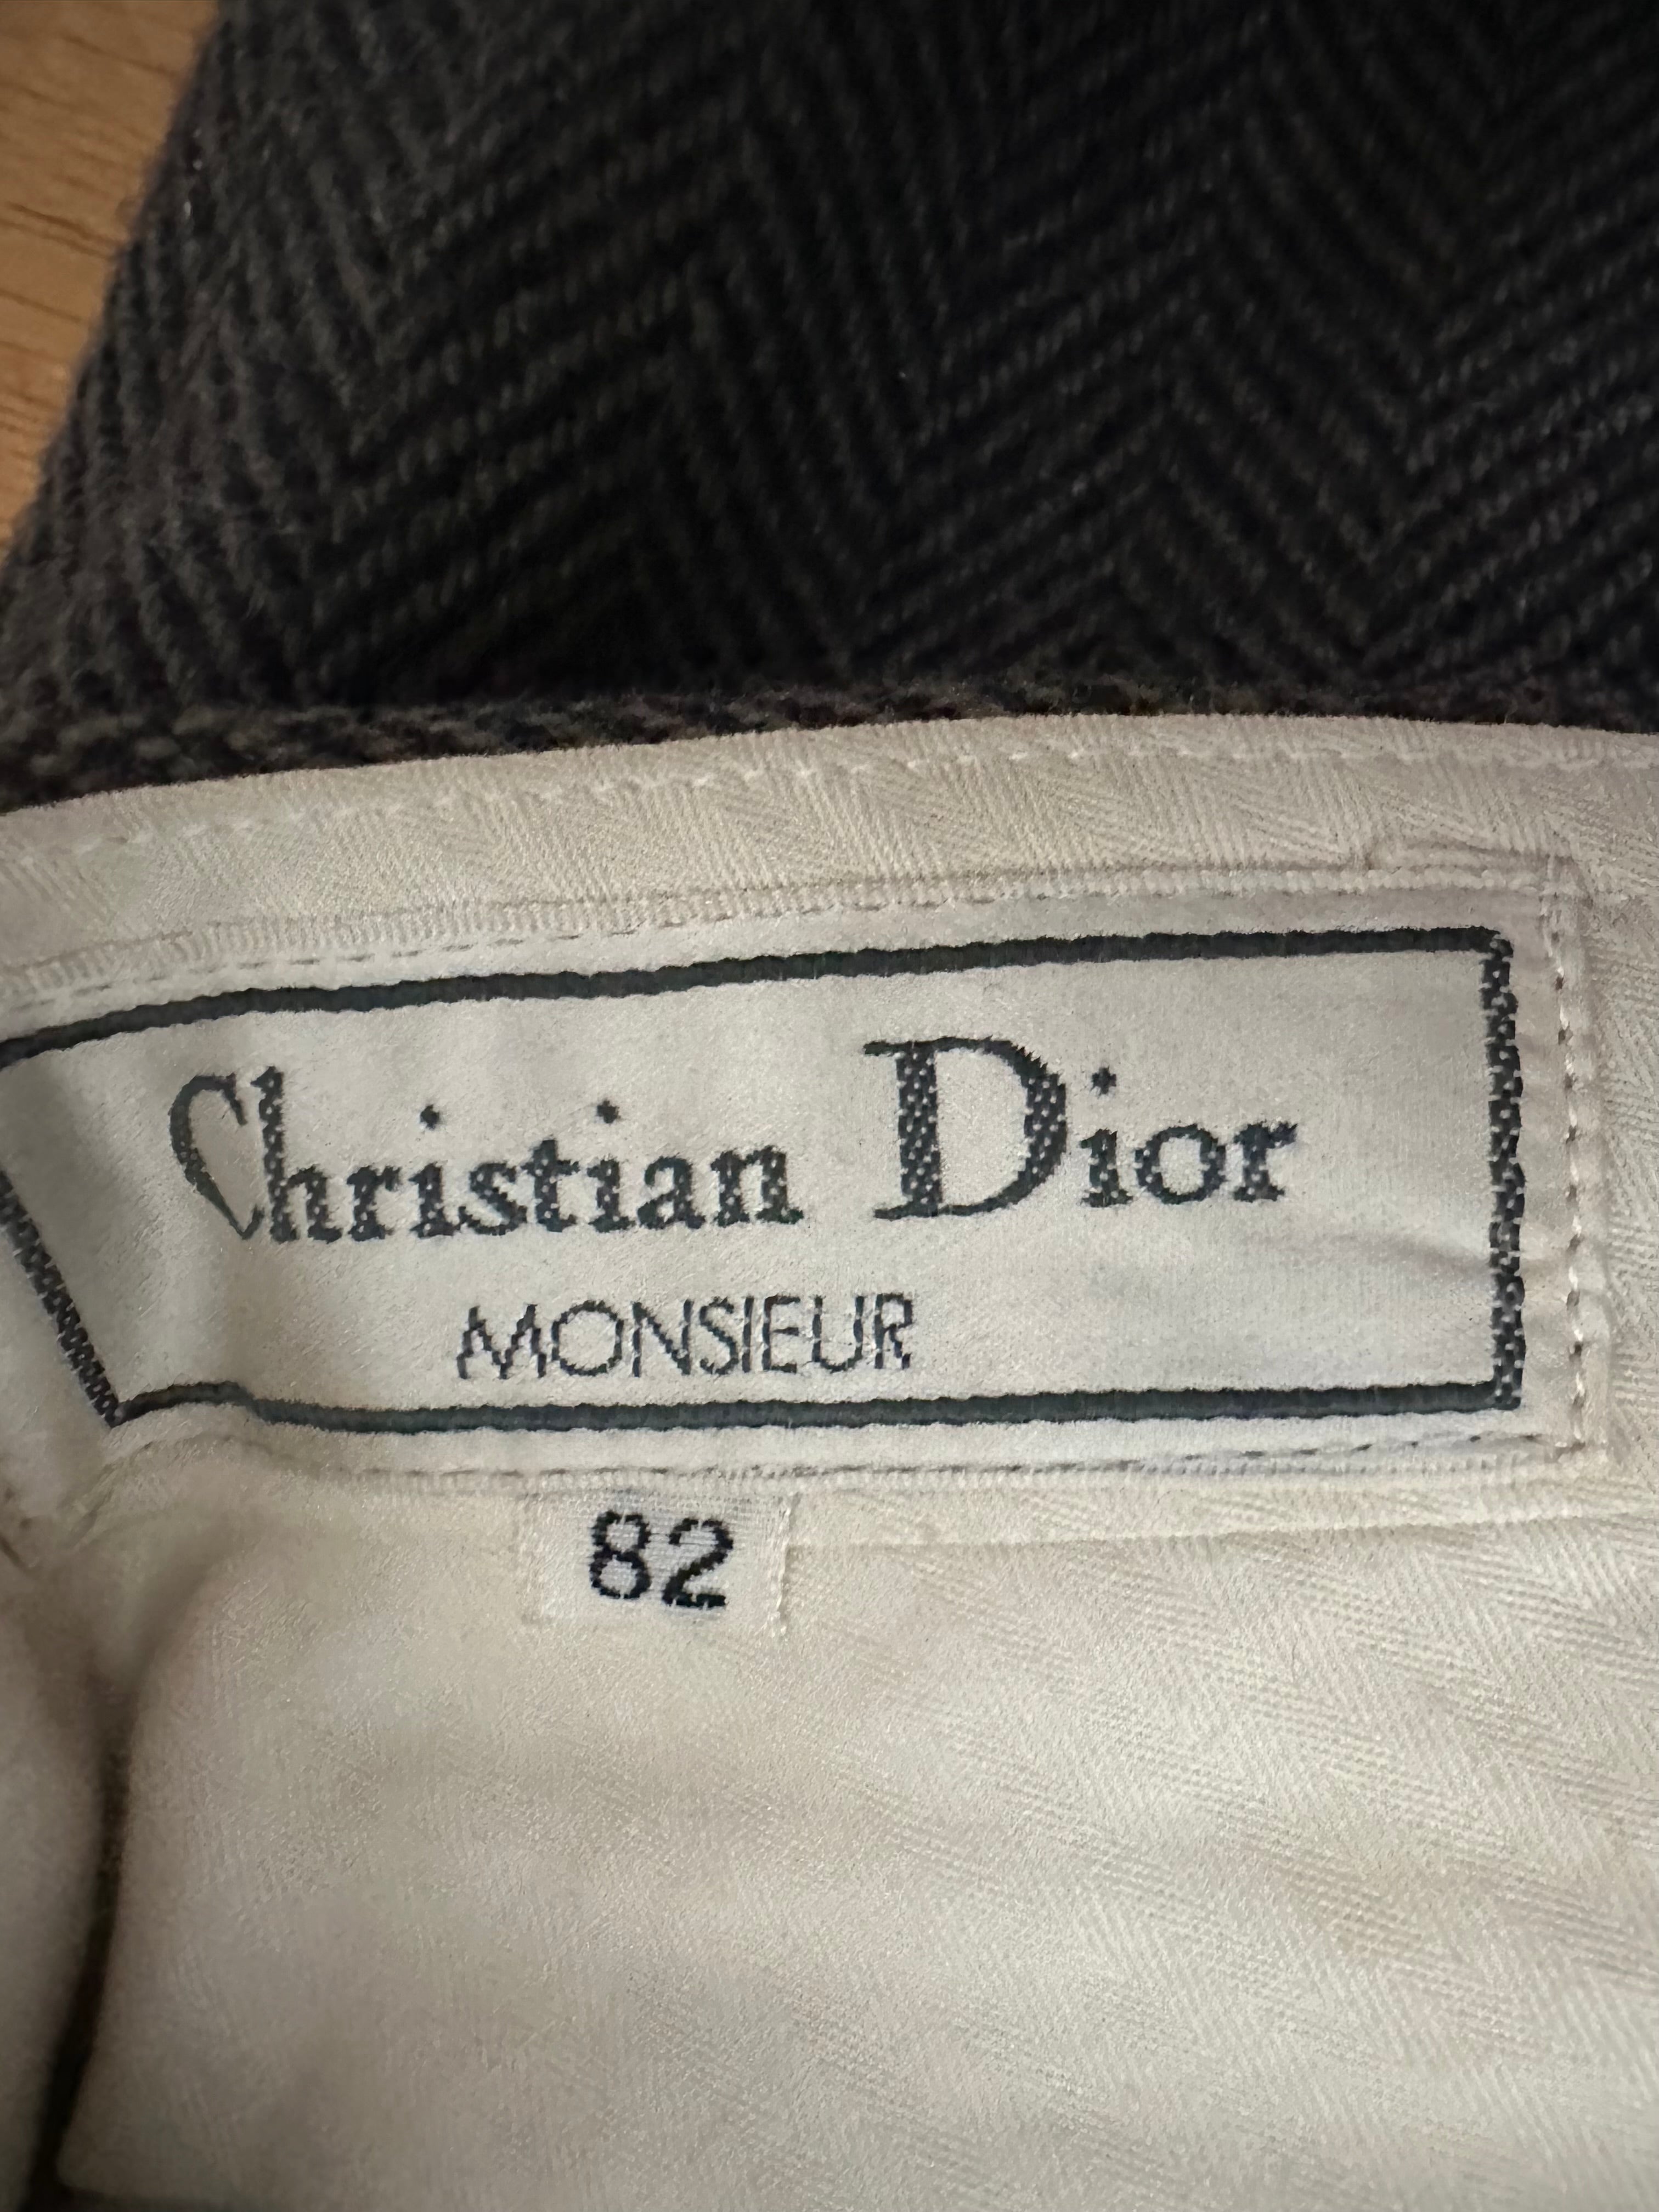 Christian Dior
MONSIEUR
82